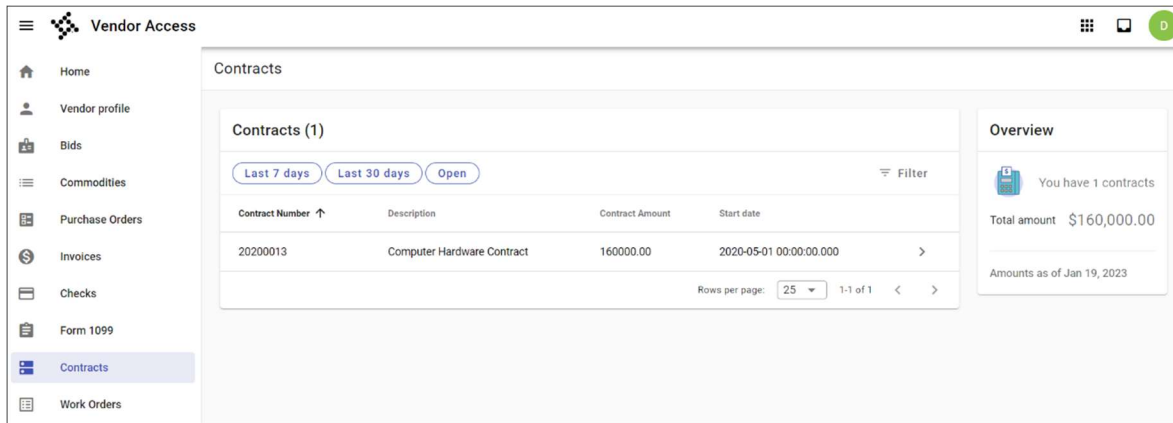 Vendor Access
D
Home
Vendor profile
Bids
Commodities
Purchase Orders
Invoices
Checks
Form 1099
Contracts
Work Orders
Contracts
Contracts (1)
Last 7 days Last 30 days Open Filter
Contract Number Description Contract Amount Start date
20200013 Computer Hardware Contract 160000.00 2020-05-01 00:00:00.000
Rows per page: 25 1-1 of 1
Overview
You have 1 contracts
Total amount $160,000.00
Amounts as of Jan 19, 2023